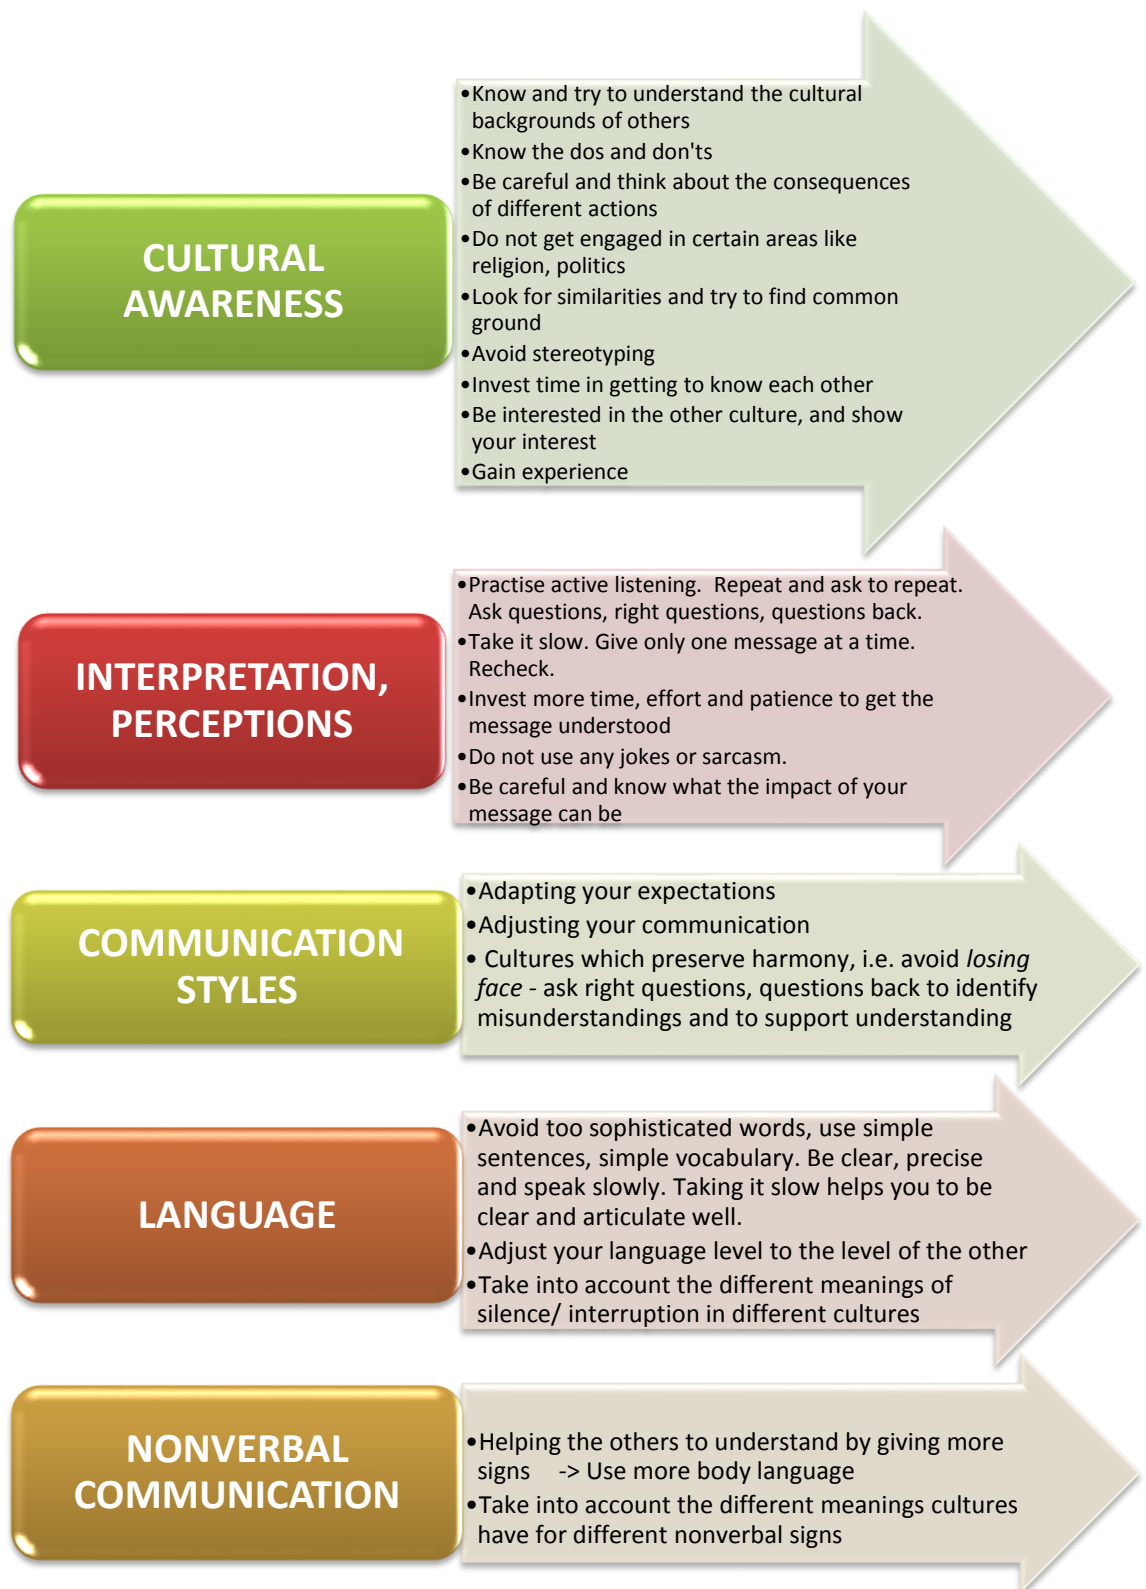 CULTURAL
AWARENESS
•Know and try to understand the cultural
backgrounds of others
•Know the dos and don'ts
•Be careful and think about the consequences
of different actions
•Do not get engaged in certain areas like
religion, politics
•Look for similarities and try to find common
ground
•Avoid stereotyping
•Invest time in getting to know each other
•Be interested in the other culture, and show
your interest
•Gain experience
INTERPRETATION,
PERCEPTIONS
•Practise active listening.  Repeat and ask to repeat.
Ask questions, right questions, questions back.
•Take it slow. Give only one message at a time.
Recheck.
•Invest more time, effort and patience to get the
message understood
•Do not use any jokes or sarcasm.
•Be careful and know what the impact of your
message can be
COMMUNICATION
STYLES
•Adapting your expectations
•Adjusting your communication
• Cultures which preserve harmony, i.e. avoid losing
face - ask right questions, questions back to identify
misunderstandings and to support understanding
LANGUAGE
•Avoid too sophisticated words, use simple
sentences, simple vocabulary. Be clear, precise
and speak slowly. Taking it slow helps you to be
clear and articulate well.
•Adjust your language level to the level of the other
•Take into account the different meanings of
silence/ interruption in different cultures
NONVERBAL
COMMUNICATION
•Helping the others to understand by giving more
signs    -> Use more body language
•Take into account the different meanings cultures
have for different nonverbal signs